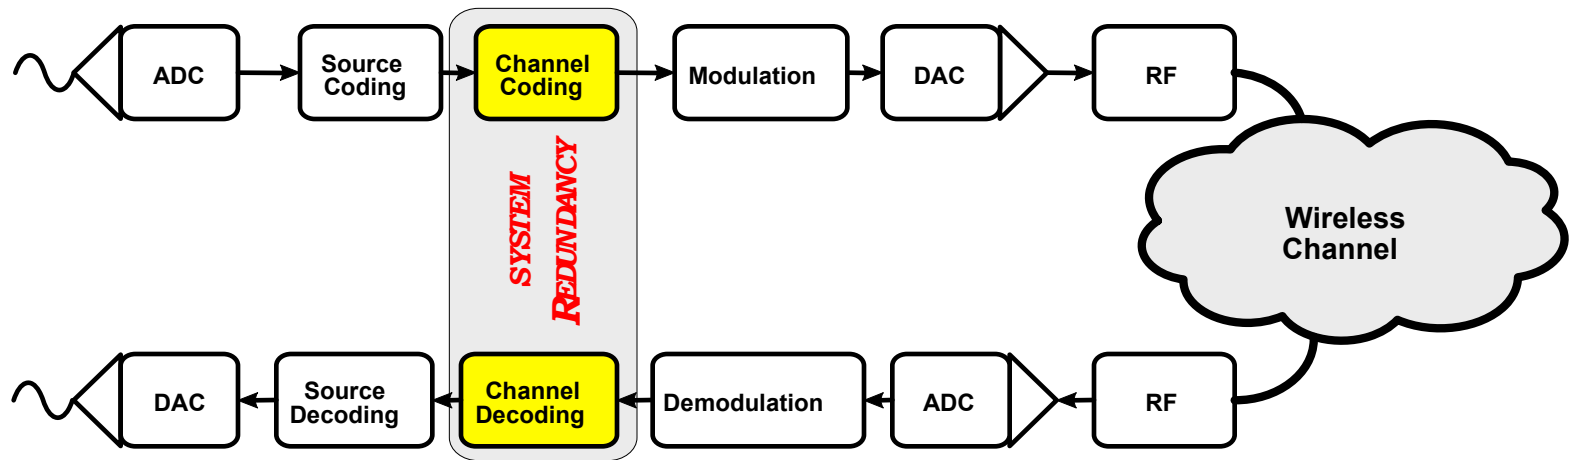 ADC
Source
Coding
Channel
Coding
Modulation
DAC
RF
SYSTEM
REDUNDANCY
Wireless
Channel
DAC
Source
Decoding
Channel
Decoding
Demodulation
ADC
RF